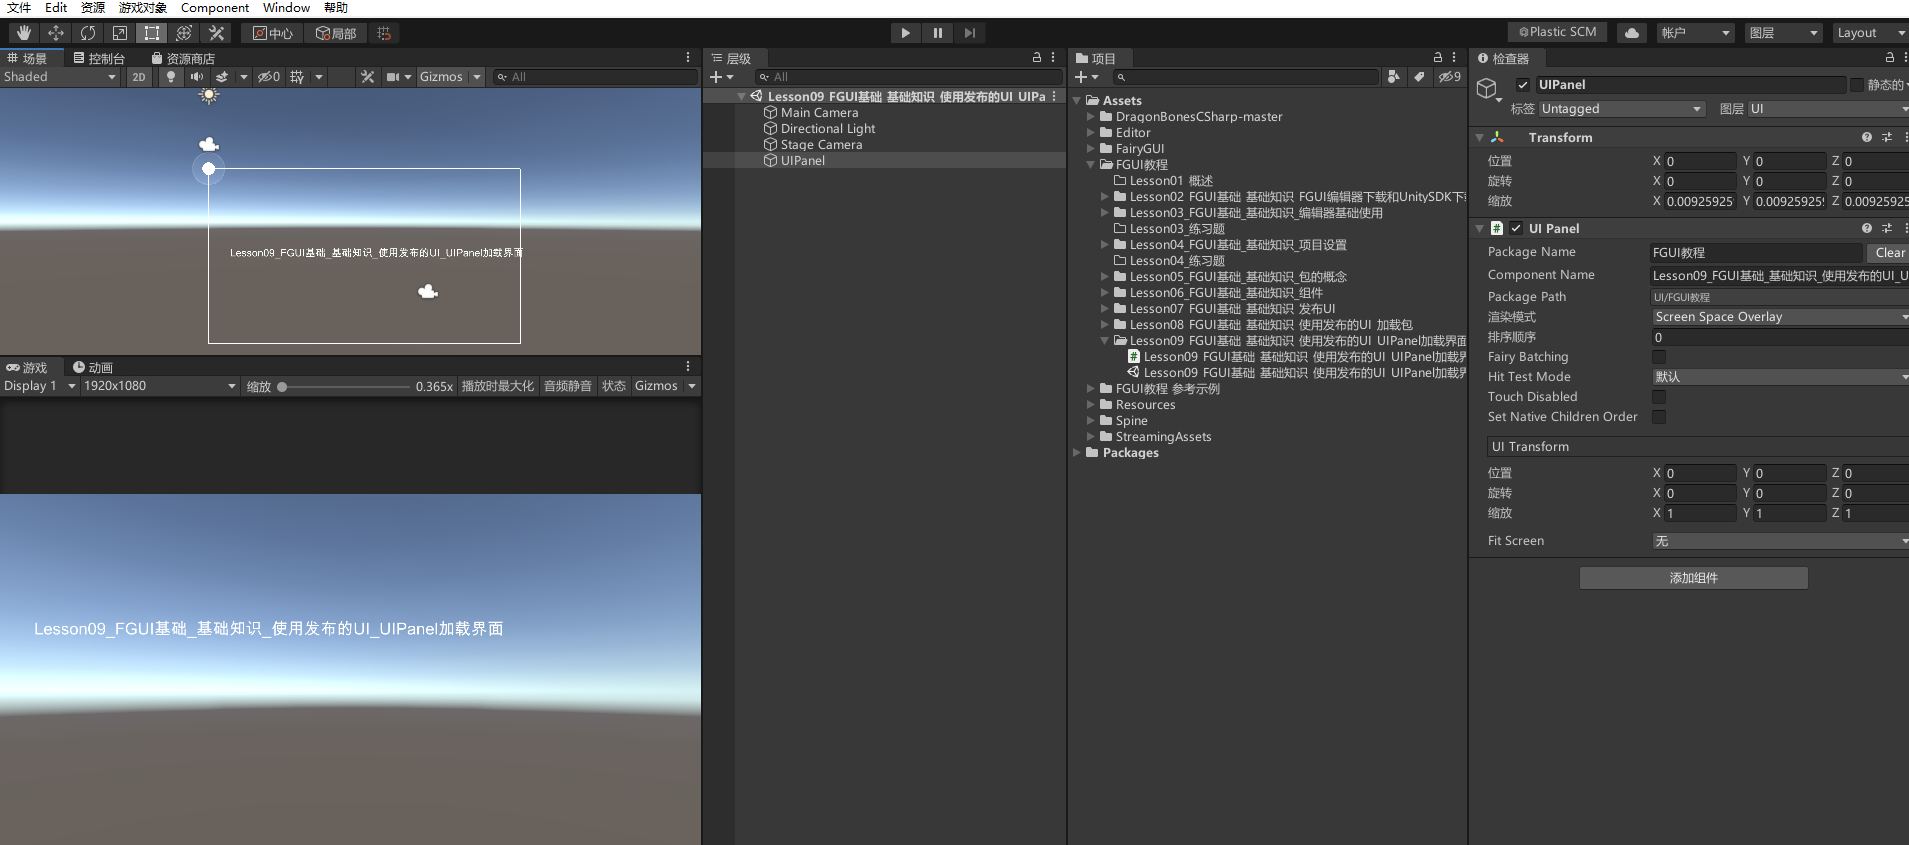 文件 Edit 资源 游戏对象 Component Window 帮助
中心 局部 Plastic SCM 帐户 图层 Layout
场景 控制台 资源商店
Shaded 2D 0 Gizmos All
Lesson09_FGUI基础_基础知识_使用发布的UI_UIPanel加载界面
游戏 动画
Display 1 1920x1080 缩放 0.365x 播放时最大化 音频静音 状态 Gizmos
Lesson09_FGUI基础_基础知识_使用发布的UI_UIPanel加载界面
层级
All
Lesson09_FGUI基础_基础知识_使用发布的UI_UIPa
Main Camera
Directional Light
Stage Camera
UIPanel
项目
9
Assets
DragonBonesCSharp-master
Editor
FairyGUI
FGUI教程
Lesson01_概述
Lesson02_FGUI基础_基础知识_FGUI编辑器下载和UnitySDK下载
Lesson03_FGUI基础_基础知识_编辑器基础使用
Lesson03_练习题
Lesson04_FGUI基础_基础知识_项目设置
Lesson04_练习题
Lesson05_FGUI基础_基础知识_包的概念
Lesson06_FGUI基础_基础知识_组件
Lesson07_FGUI基础_基础知识_发布UI
Lesson08_FGUI基础_基础知识_使用发布的UI_加载包
Lesson09_FGUI基础_基础知识_使用发布的UI_UIPanel加载界面
Lesson09_FGUI基础_基础知识_使用发布的UI_UIPanel加载界
Lesson09_FGUI基础_基础知识_使用发布的UI_UIPanel加载界
FGUI教程_参考示例
Resources
Spine
StreamingAssets
Packages
检查器
UIPanel 静态的
标签 Untagged 图层 UI
Transform
位置 X 0 Y 0 Z 0
旋转 X 0 Y 0 Z 0
缩放 X 0.00925925 Y 0.00925925 Z 0.00925925
UI Panel
Package Name FGUI教程 Clear
Component Name Lesson09_FGUI基础_基础知识_使用发布的UI_U
Package Path UI/FGUI教程
渲染模式 Screen Space Overlay
排序顺序 0
Fairy Batching
Hit Test Mode 默认
Touch Disabled
Set Native Children Order
UI Transform
位置 X 0 Y 0 Z 0
旋转 X 0 Y 0 Z 0
缩放 X 1 Y 1 Z 1
Fit Screen 无
添加组件